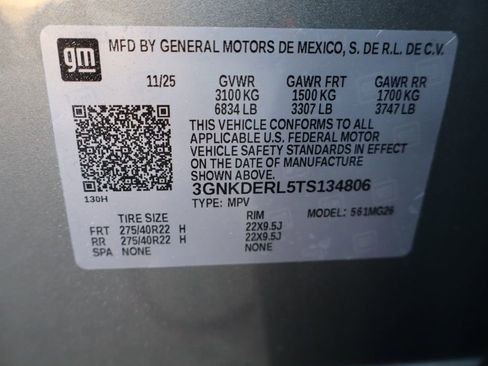 gm
MFD BY GENERAL MOTORS DE MEXICO, S. DE R.L. DE C.V.
11/25 GVWR GAWR FRT GAWR RR
3100 KG 1500 KG 1700 KG
6834 LB 3307 LB 3747 LB
THIS VEHICLE CONFORMS TO ALL
APPLICABLE U.S. FEDERAL MOTOR
VEHICLE SAFETY STANDARDS IN EFFECT
ON THE DATE OF MANUFACTURE
SHOWN ABOVE.
3GNKDERL5TS134806
130H TYPE: MPV MODEL: 561MG26
TIRE SIZE RIM
FRT 275/40R22 H 22X9.5J
RR 275/40R22 H 22X9.5J
SPA NONE NONE